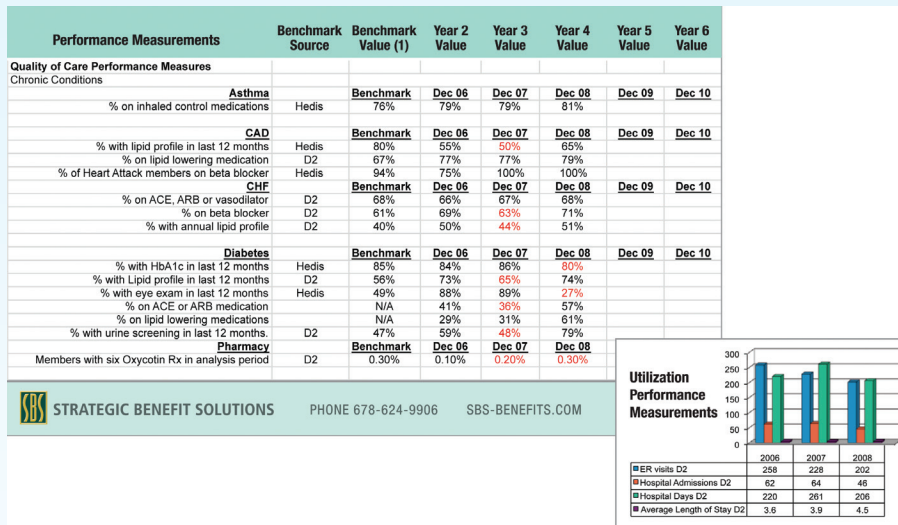 Performance Measurements Benchmark Source Benchmark Value (1) Year 2 Value Year 3 Value Year 4 Value Year 5 Value Year 6 Value
Quality of Care Performance Measures
Chronic Conditions
Asthma Benchmark Dec 06 Dec 07 Dec 08 Dec 09 Dec 10
% on inhaled control medications Hedis 76% 79% 79% 81%
CAD Benchmark Dec 06 Dec 07 Dec 08 Dec 09 Dec 10
% with lipid profile in last 12 months Hedis 80% 55% 50% 65%
% on lipid lowering medication D2 67% 77% 77% 79%
% of Heart Attack members on beta blocker Hedis 94% 75% 100% 100%
CHF Benchmark Dec 06 Dec 07 Dec 08 Dec 09 Dec 10
% on ACE, ARB or vasodilator D2 68% 66% 67% 68%
% on beta blocker D2 61% 69% 63% 71%
% with annual lipid profile D2 40% 50% 44% 51%
Diabetes Benchmark Dec 06 Dec 07 Dec 08 Dec 09 Dec 10
% with HbA1c in last 12 months Hedis 85% 84% 86% 80%
% with Lipid profile in last 12 months D2 56% 73% 65% 74%
% with eye exam in last 12 months Hedis 49% 88% 89% 27%
% on ACE or ARB medication N/A 41% 36% 57%
% on lipid lowering medications N/A 29% 31% 61%
% with urine screening in last 12 months. D2 47% 59% 48% 79%
Pharmacy Benchmark Dec 06 Dec 07 Dec 08
Members with six Oxycotin Rx in analysis period D2 0.30% 0.10% 0.20% 0.30%
SBS STRATEGIC BENEFIT SOLUTIONS PHONE 678-624-9906 SBS-BENEFITS.COM
Utilization
Performance
Measurements
300
250
200
150
100
50
0
2006 2007 2008
ER visits D2 258 228 202
Hospital Admissions D2 62 64 46
Hospital Days D2 220 261 206
Average Length of Stay D2 3.6 3.9 4.5